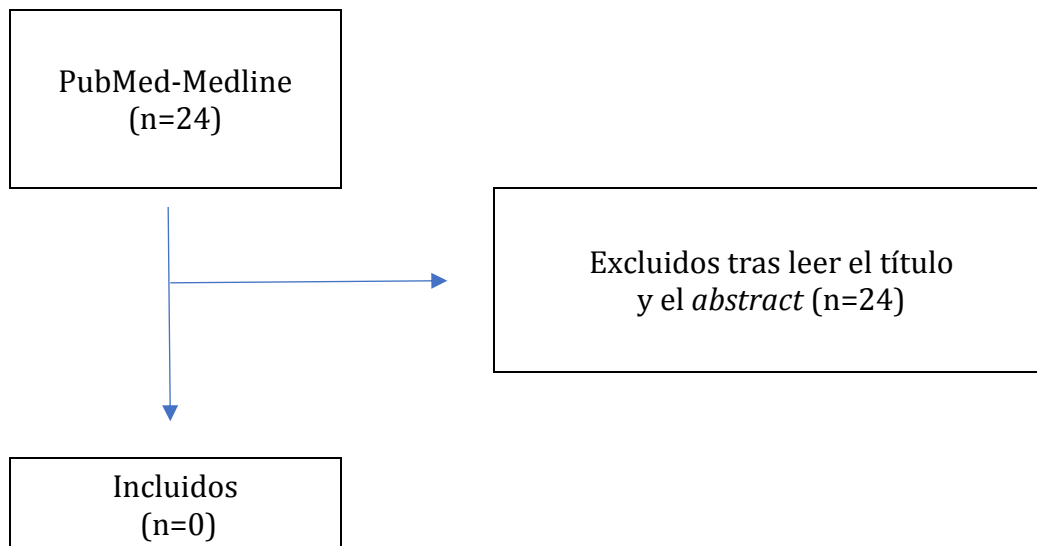 PubMed-Medline
(n=24)
Excluidos tras leer el título
y el abstract (n=24)
Incluidos
(n=0)